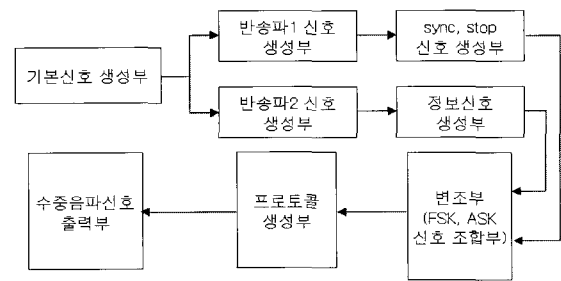 반송파1 신호
생성부
sync, stop
신호 생성부
기본신호 생성부
반송파2 신호
생성부
정보신호
생성부
수중음파신호
출력부
프로토콜
생성부
변조부
(FSK, ASK
신호 조합부)